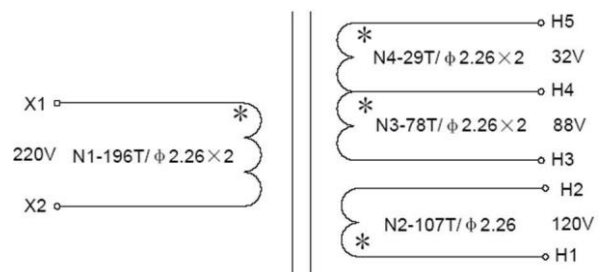 X1
220V N1-196T/ϕ2.26×2
X2
*
* H5
N4-29T/ϕ2.26×2 32V
* H4
N3-78T/ϕ2.26×2 88V
H3
H2
N2-107T/ϕ2.26 120V
* H1